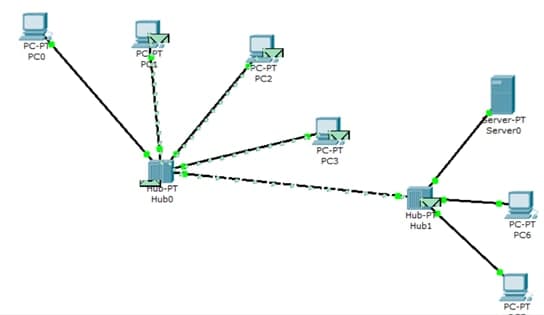 PC-PT
PC0
PC-PT
PC1
PC-PT
PC2
PC-PT
PC3
Hub-PT
Hub0
Hub-PT
Hub1
Server-PT
Server0
PC-PT
PC6
PC-PT